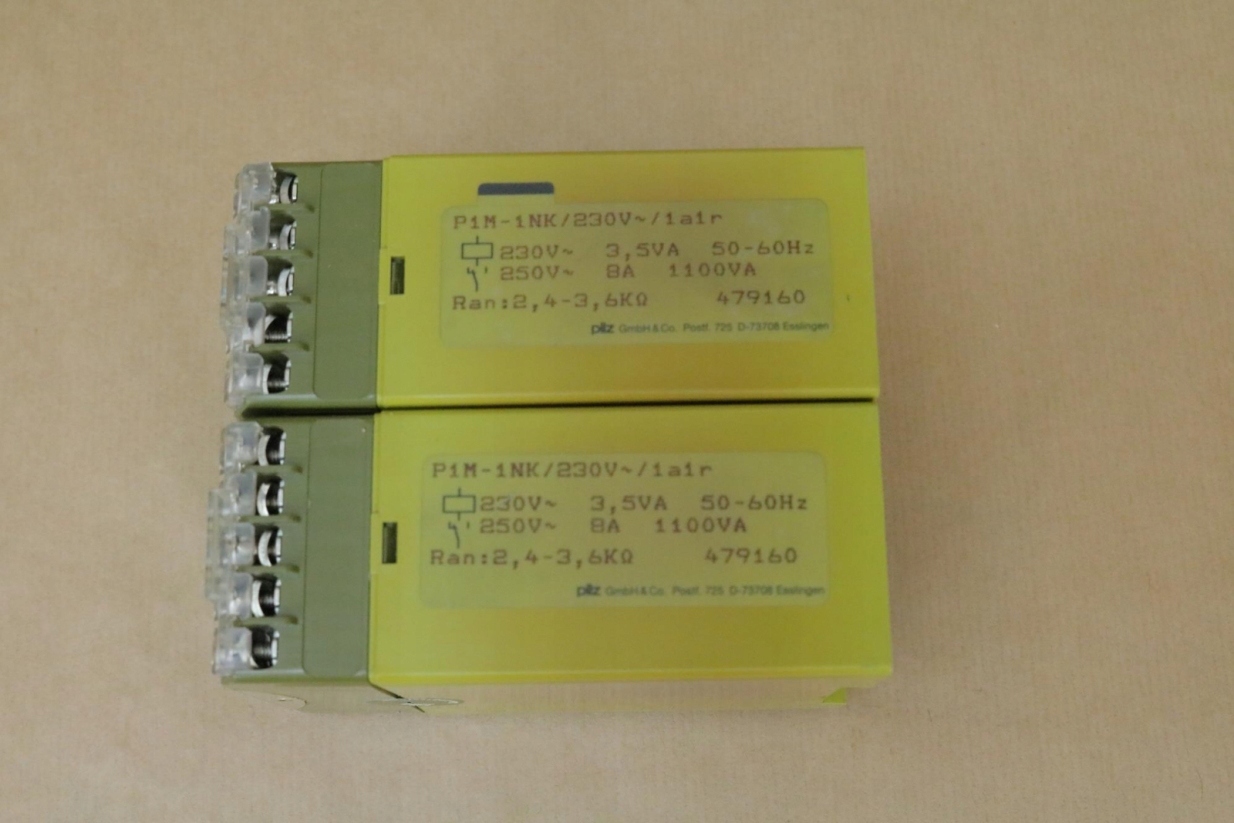 P1M-1NK/230V~/1a1r
230V~ 3,5VA 50-60Hz
250V~ 8A 1100VA
Ran:2,4-3,6KΩ 479160
pilz GmbH & Co. Postf. 725 D-73708 Esslingen
P1M-1NK/230V~/1a1r
230V~ 3,5VA 50-60Hz
250V~ 8A 1100VA
Ran:2,4-3,6KΩ 479160
pilz GmbH & Co. Postf. 725 D-73708 Esslingen